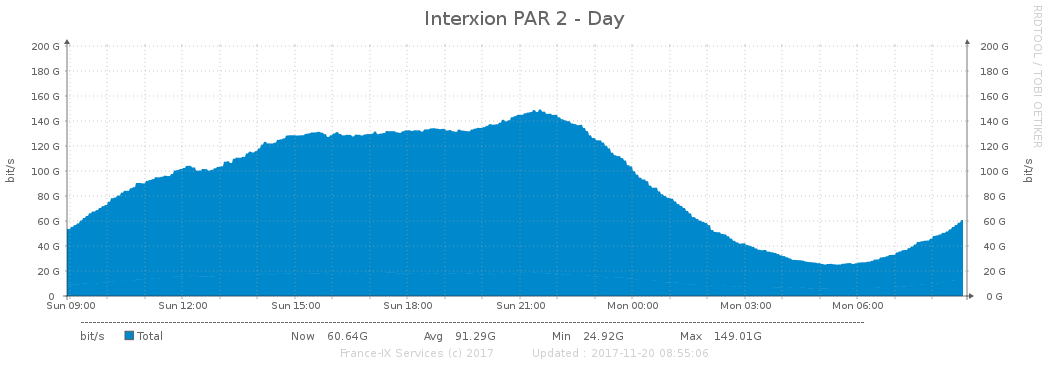 Interxion PAR 2 - Day
RRDTOOL / TOBI OETIKER
bit/s
200 G 200 G
180 G 180 G
160 G 160 G
140 G 140 G
120 G 120 G
100 G 100 G
80 G 80 G
60 G 60 G
40 G 40 G
20 G 20 G
0 0 G
bit/s
Sun 09:00 Sun 12:00 Sun 15:00 Sun 18:00 Sun 21:00 Mon 00:00 Mon 03:00 Mon 06:00
bit/s Total Now 60.64G Avg 91.29G Min 24.92G Max 149.01G
France-IX Services (c) 2017 Updated : 2017-11-20 08:55:06